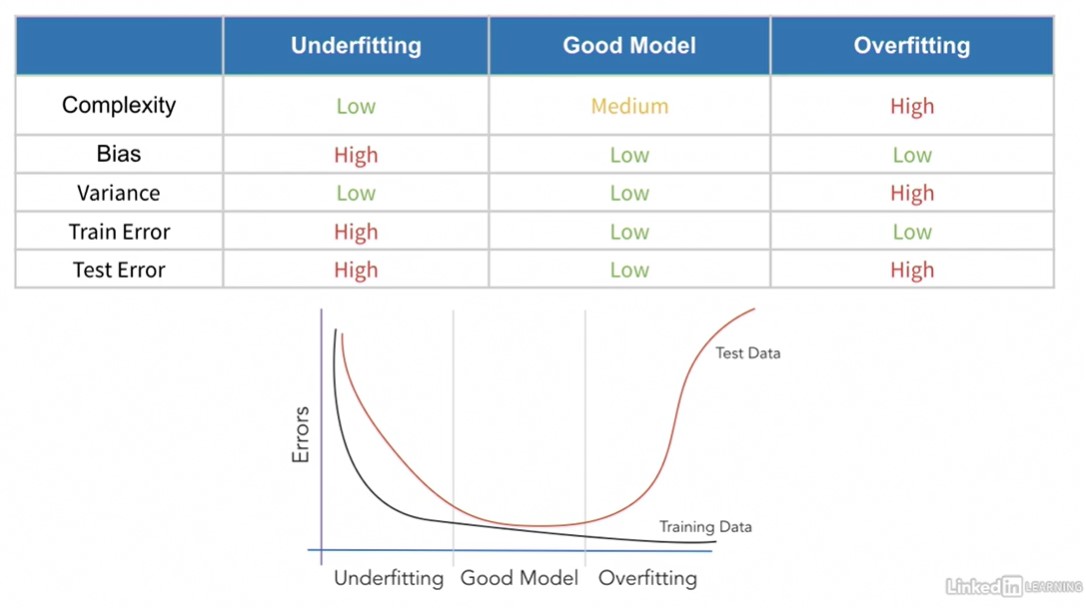 Underfitting Good Model Overfitting
Complexity Low Medium High
Bias High Low Low
Variance Low Low High
Train Error High Low Low
Test Error High Low High
Test Data
Errors
Training Data
Underfitting Good Model Overfitting
LinkedIn LEARNING